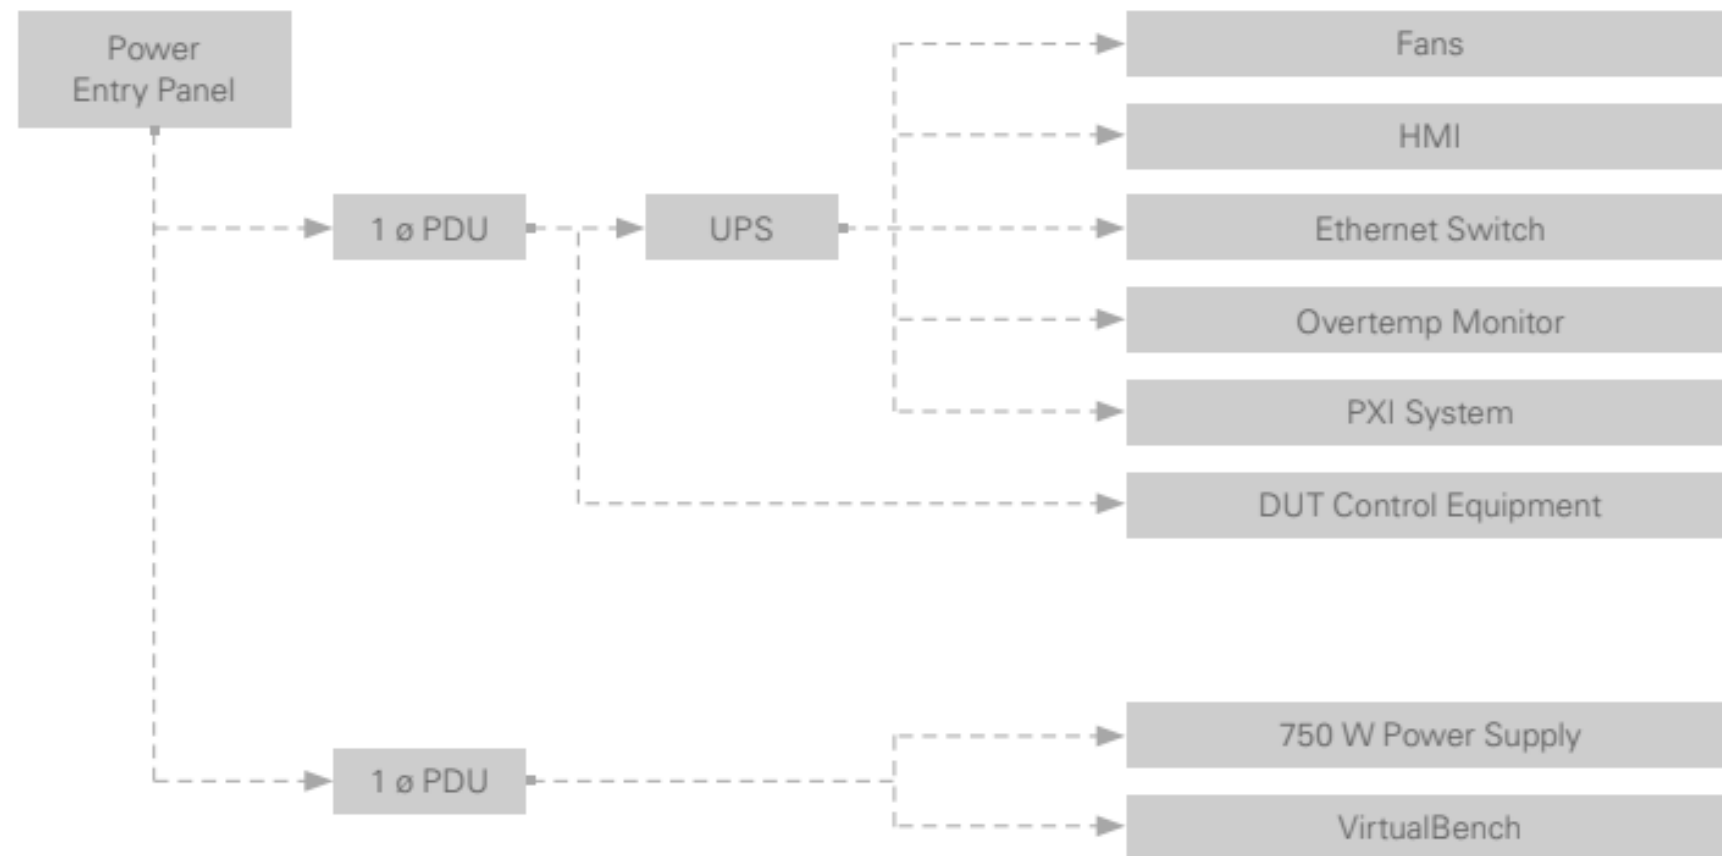 Power
Entry Panel
Fans
HMI
1 ø PDU
UPS
Ethernet Switch
Overtemp Monitor
PXI System
DUT Control Equipment
750 W Power Supply
1 ø PDU
VirtualBench